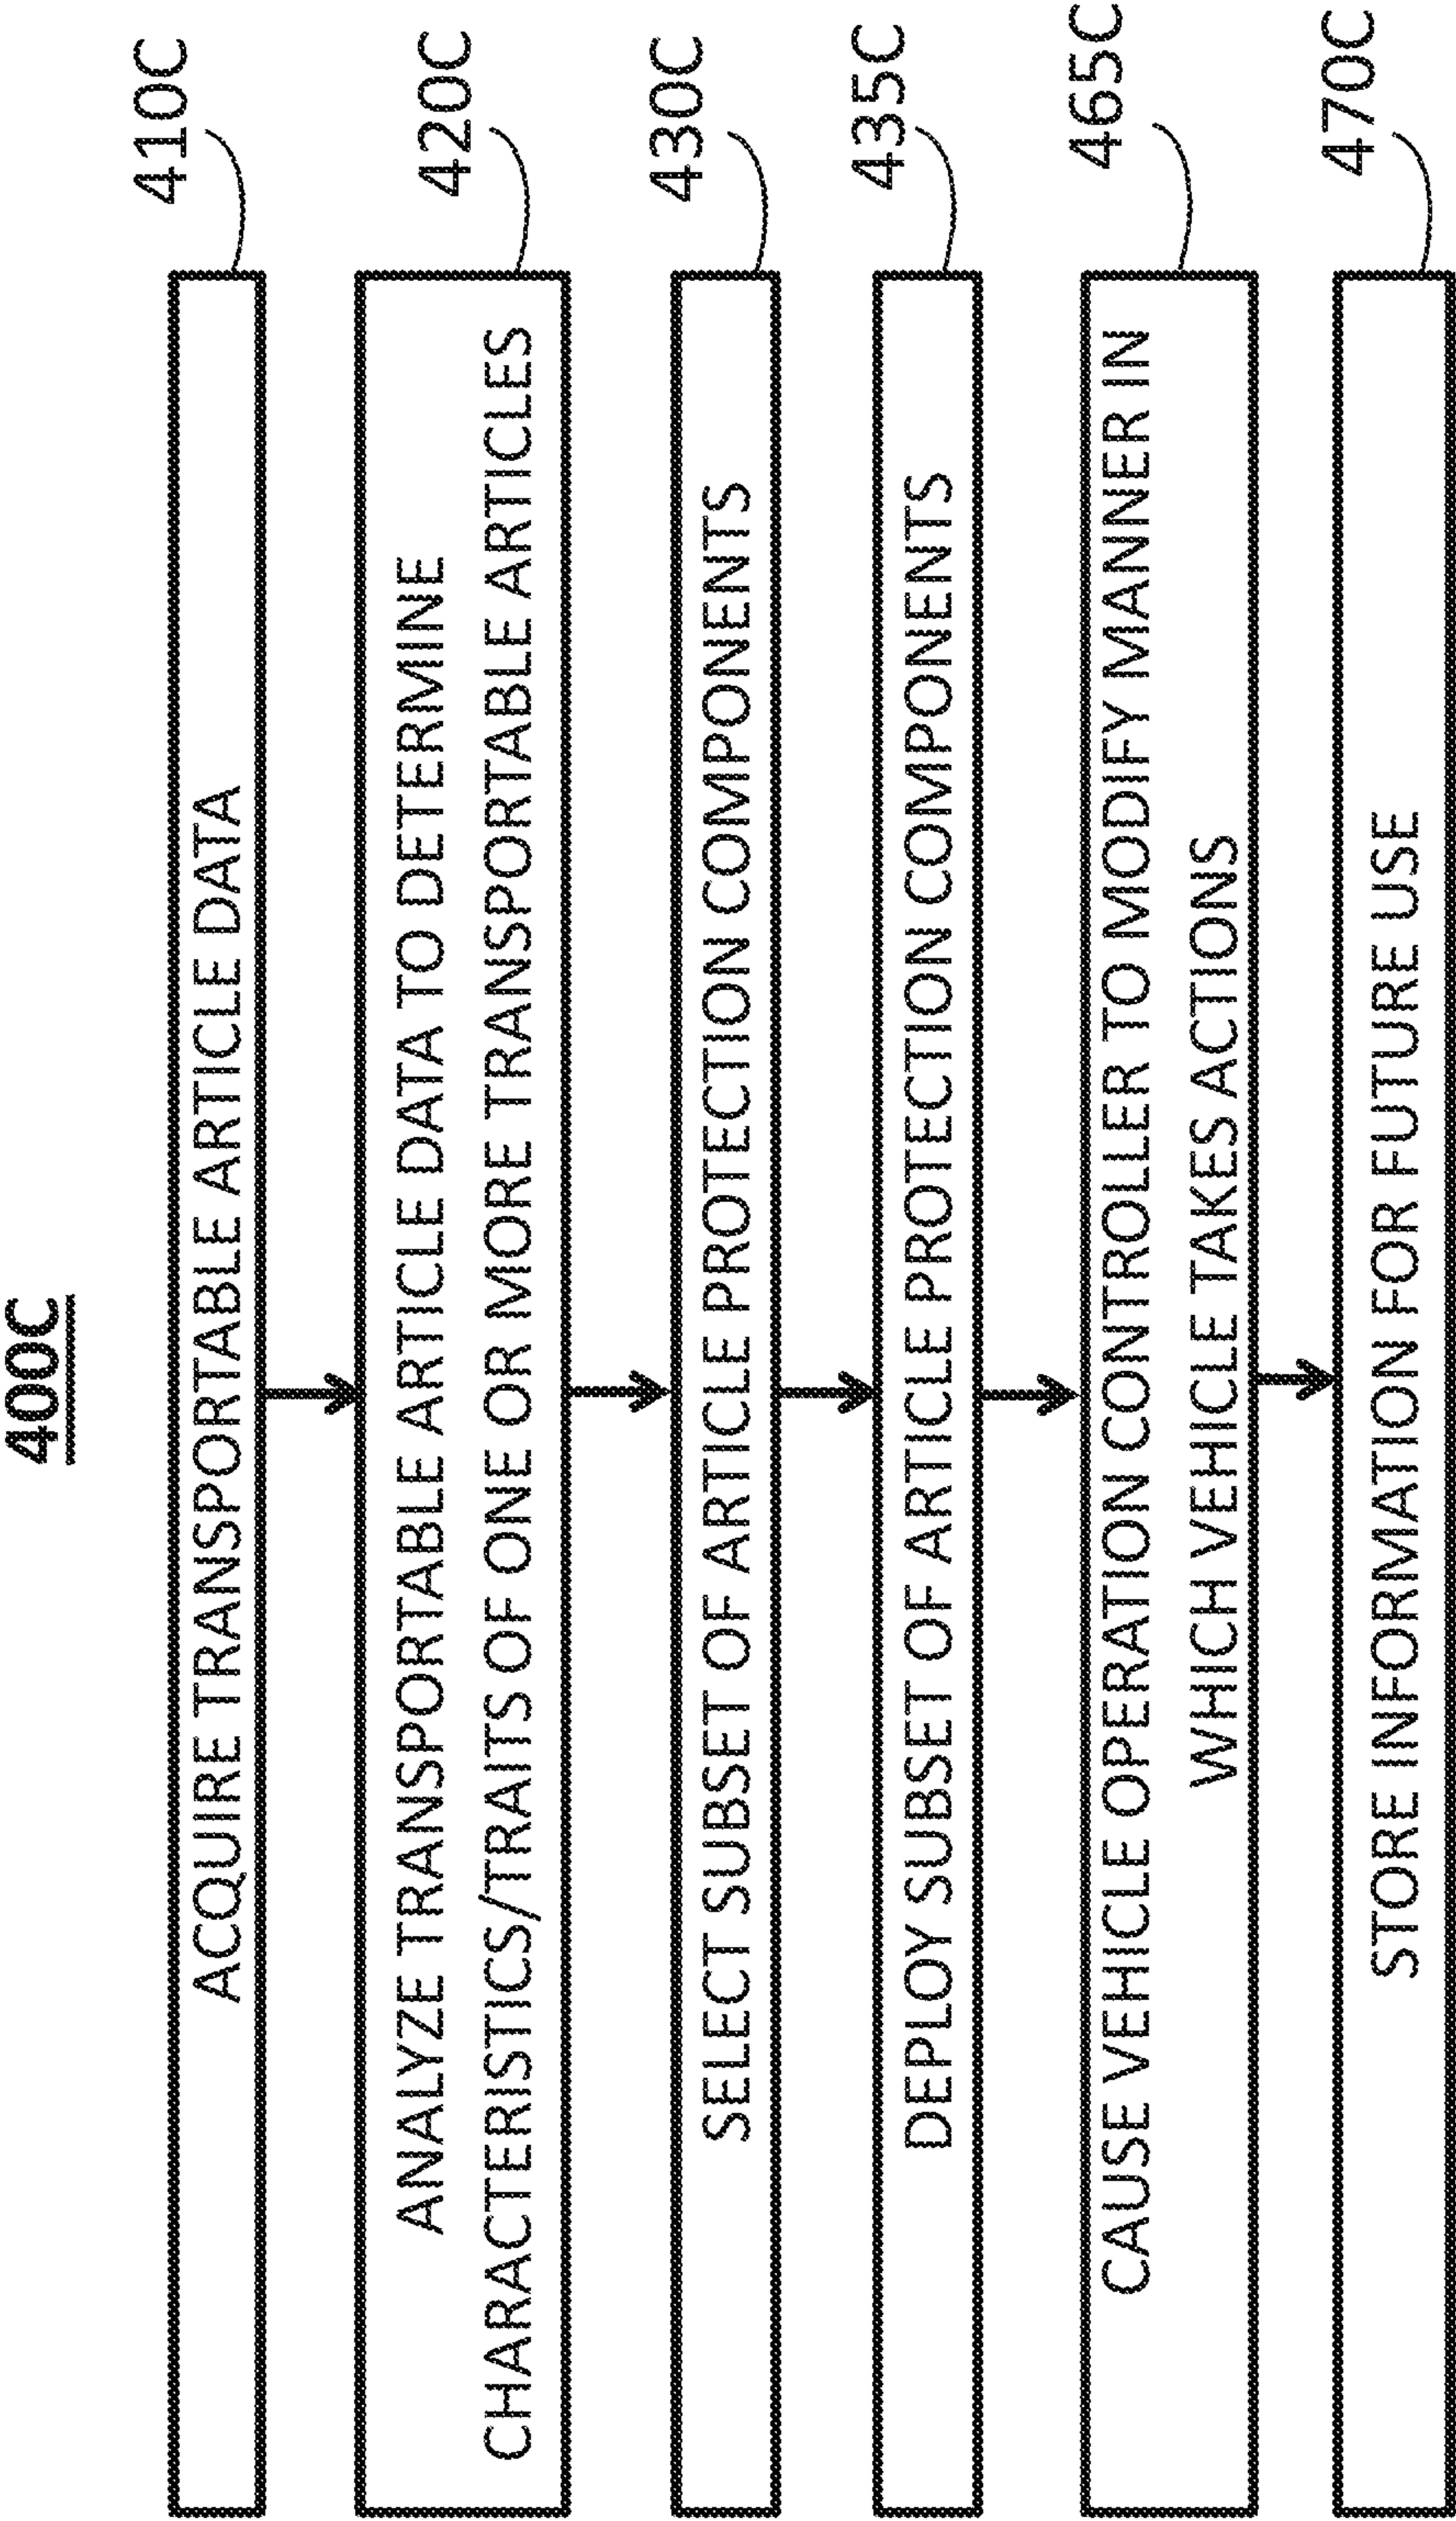 400C
ACQUIRE TRANSPORTABLE ARTICLE DATA
410C
ANALYZE TRANSPORTABLE ARTICLE DATA TO DETERMINE
CHARACTERISTICS/TRAITS OF ONE OR MORE TRANSPORTABLE ARTICLES
420C
SELECT SUBSET OF ARTICLE PROTECTION COMPONENTS
430C
DEPLOY SUBSET OF ARTICLE PROTECTION COMPONENTS
435C
CAUSE VEHICLE OPERATION CONTROLLER TO MODIFY MANNER IN
WHICH VEHICLE TAKES ACTIONS
465C
STORE INFORMATION FOR FUTURE USE
470C